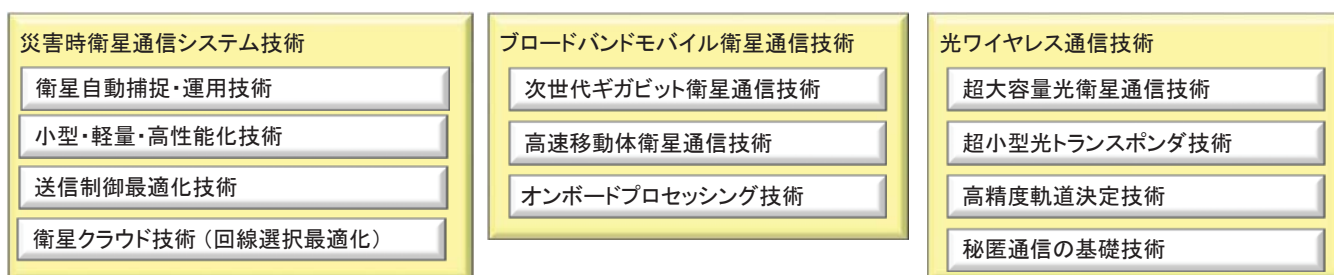 災害時衛星通信システム技術
衛星自動捕捉・運用技術
小型・軽量・高性能化技術
送信制御最適化技術
衛星クラウド技術（回線選択最適化）
ブロードバンドモバイル衛星通信技術
次世代ギガビット衛星通信技術
高速移動体衛星通信技術
オンボードプロセッシング技術
光ワイヤレス通信技術
超大容量光衛星通信技術
超小型光トランスポンダ技術
高精度軌道決定技術
秘匿通信の基礎技術